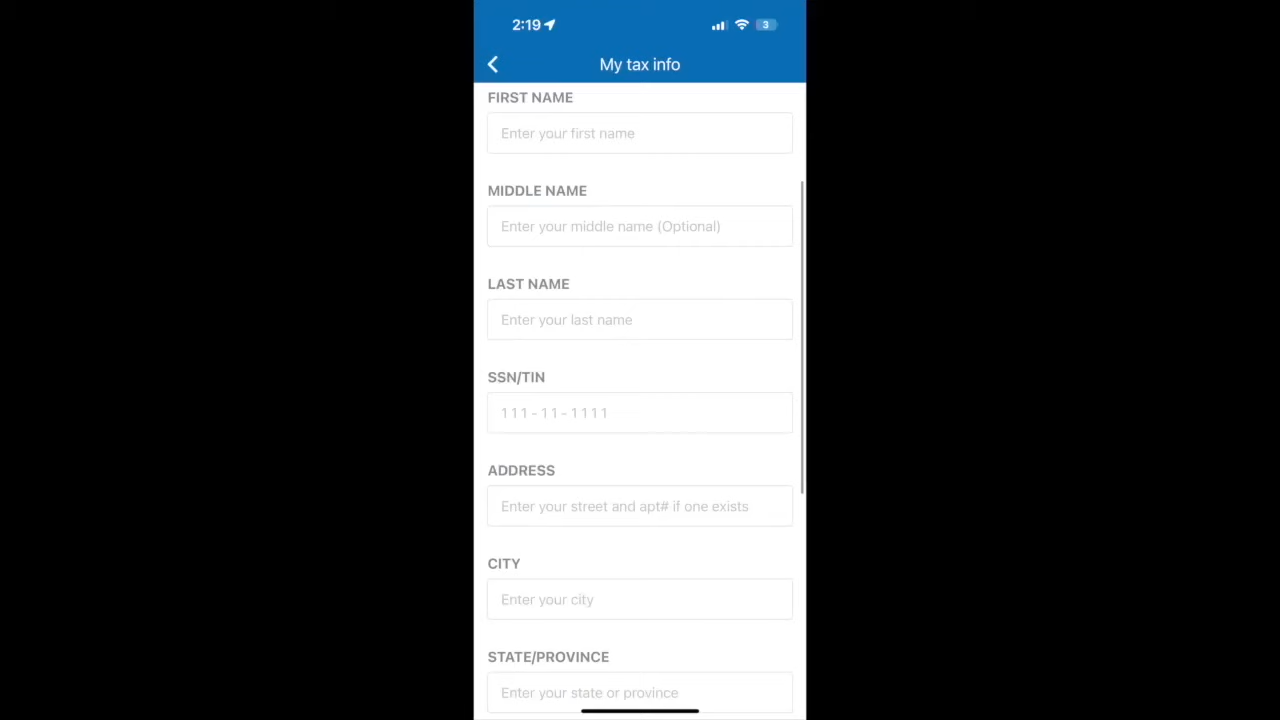 2:19
3
My tax info
FIRST NAME
Enter your first name
MIDDLE NAME
Enter your middle name (Optional)
LAST NAME
Enter your last name
SSN/TIN
111-11-1111
ADDRESS
Enter your street and apt# if one exists
CITY
Enter your city
STATE/PROVINCE
Enter your state or province